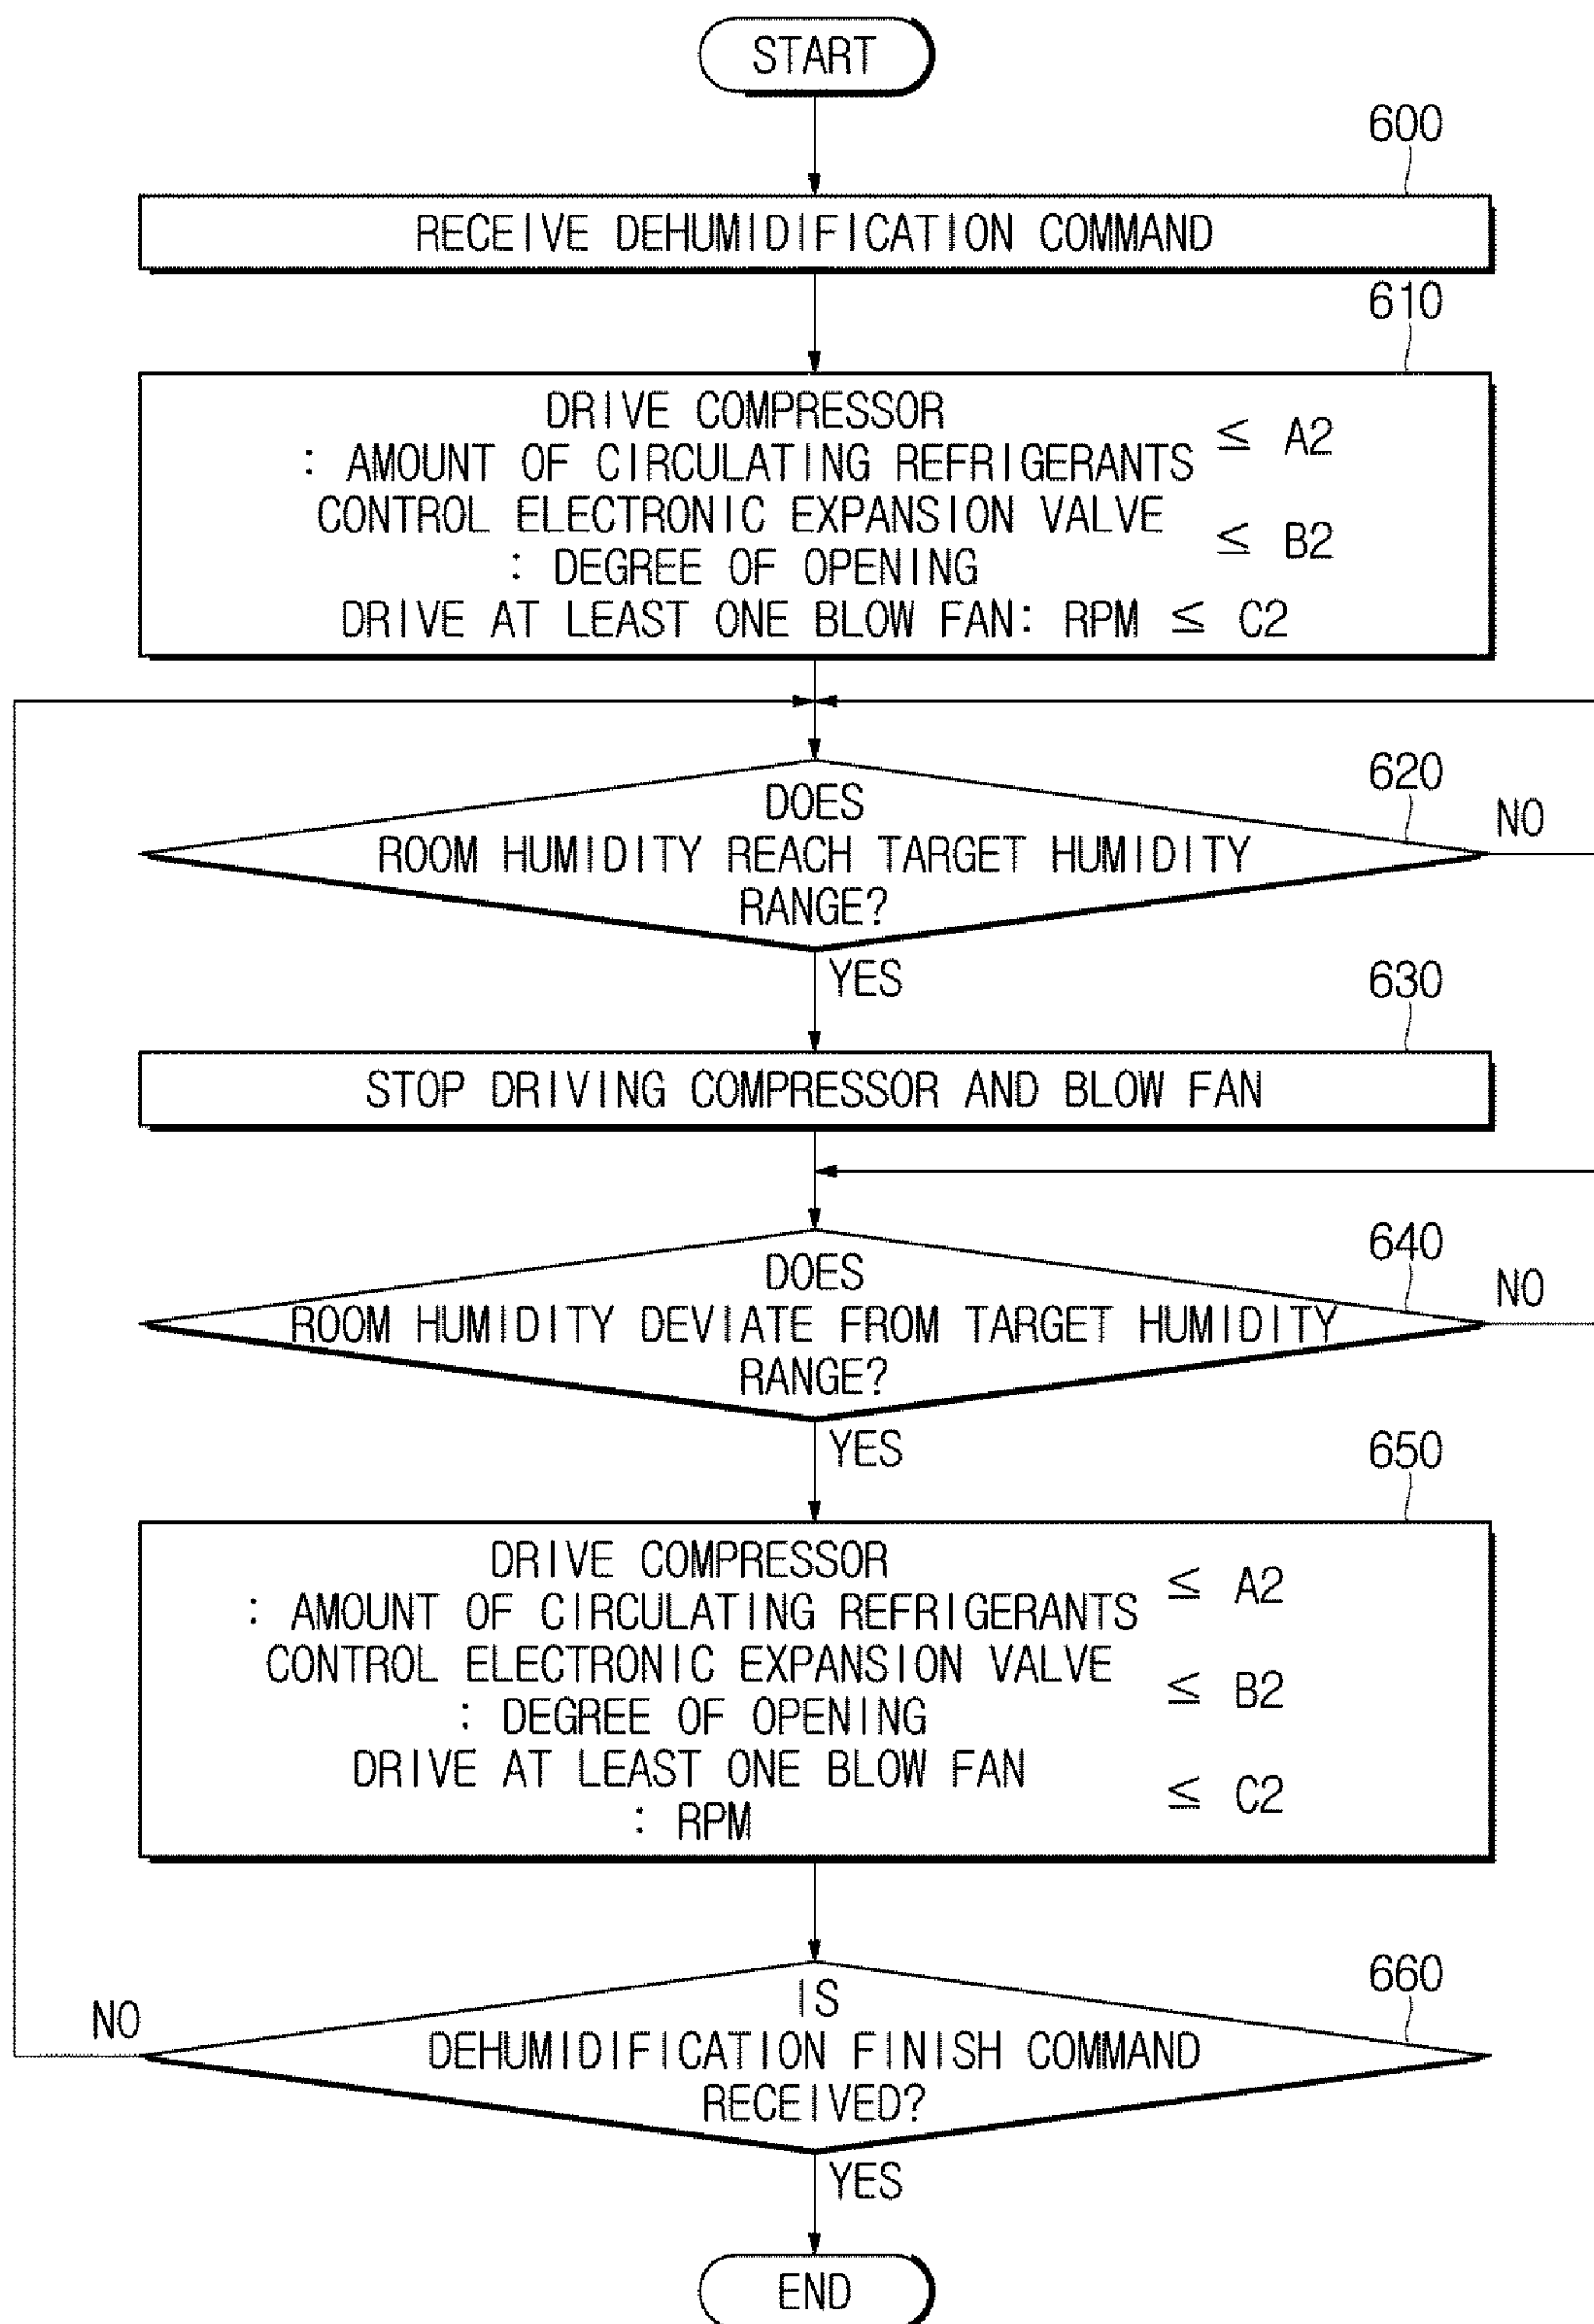 START
600
RECEIVE DEHUMIDIFICATION COMMAND
610
DRIVE COMPRESSOR
: AMOUNT OF CIRCULATING REFRIGERANTS ≤ A2
CONTROL ELECTRONIC EXPANSION VALVE
: DEGREE OF OPENING ≤ B2
DRIVE AT LEAST ONE BLOW FAN: RPM ≤ C2
620
DOES
ROOM HUMIDITY REACH TARGET HUMIDITY
RANGE?
NO
YES
630
STOP DRIVING COMPRESSOR AND BLOW FAN
640
DOES
ROOM HUMIDITY DEVIATE FROM TARGET HUMIDITY
RANGE?
NO
YES
650
DRIVE COMPRESSOR
: AMOUNT OF CIRCULATING REFRIGERANTS ≤ A2
CONTROL ELECTRONIC EXPANSION VALVE
: DEGREE OF OPENING ≤ B2
DRIVE AT LEAST ONE BLOW FAN
: RPM ≤ C2
660
IS
DEHUMIDIFICATION FINISH COMMAND
RECEIVED?
NO
YES
END